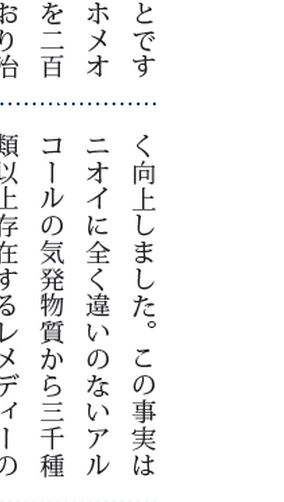 とです
ホメオ
を二百
おり治
く向上しました。この事実は
ニオイに全く違いのないアル
コールの気発物質から三千種
類以上存在するレメディーの